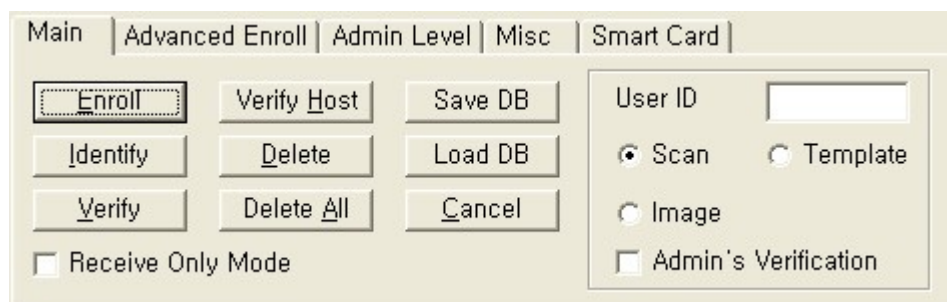 Main Advanced Enroll Admin Level Misc Smart Card
Enroll Verify Host Save DB User ID
Identify Delete Load DB Scan Template
Verify Delete All Cancel Image
Receive Only Mode Admin's Verification